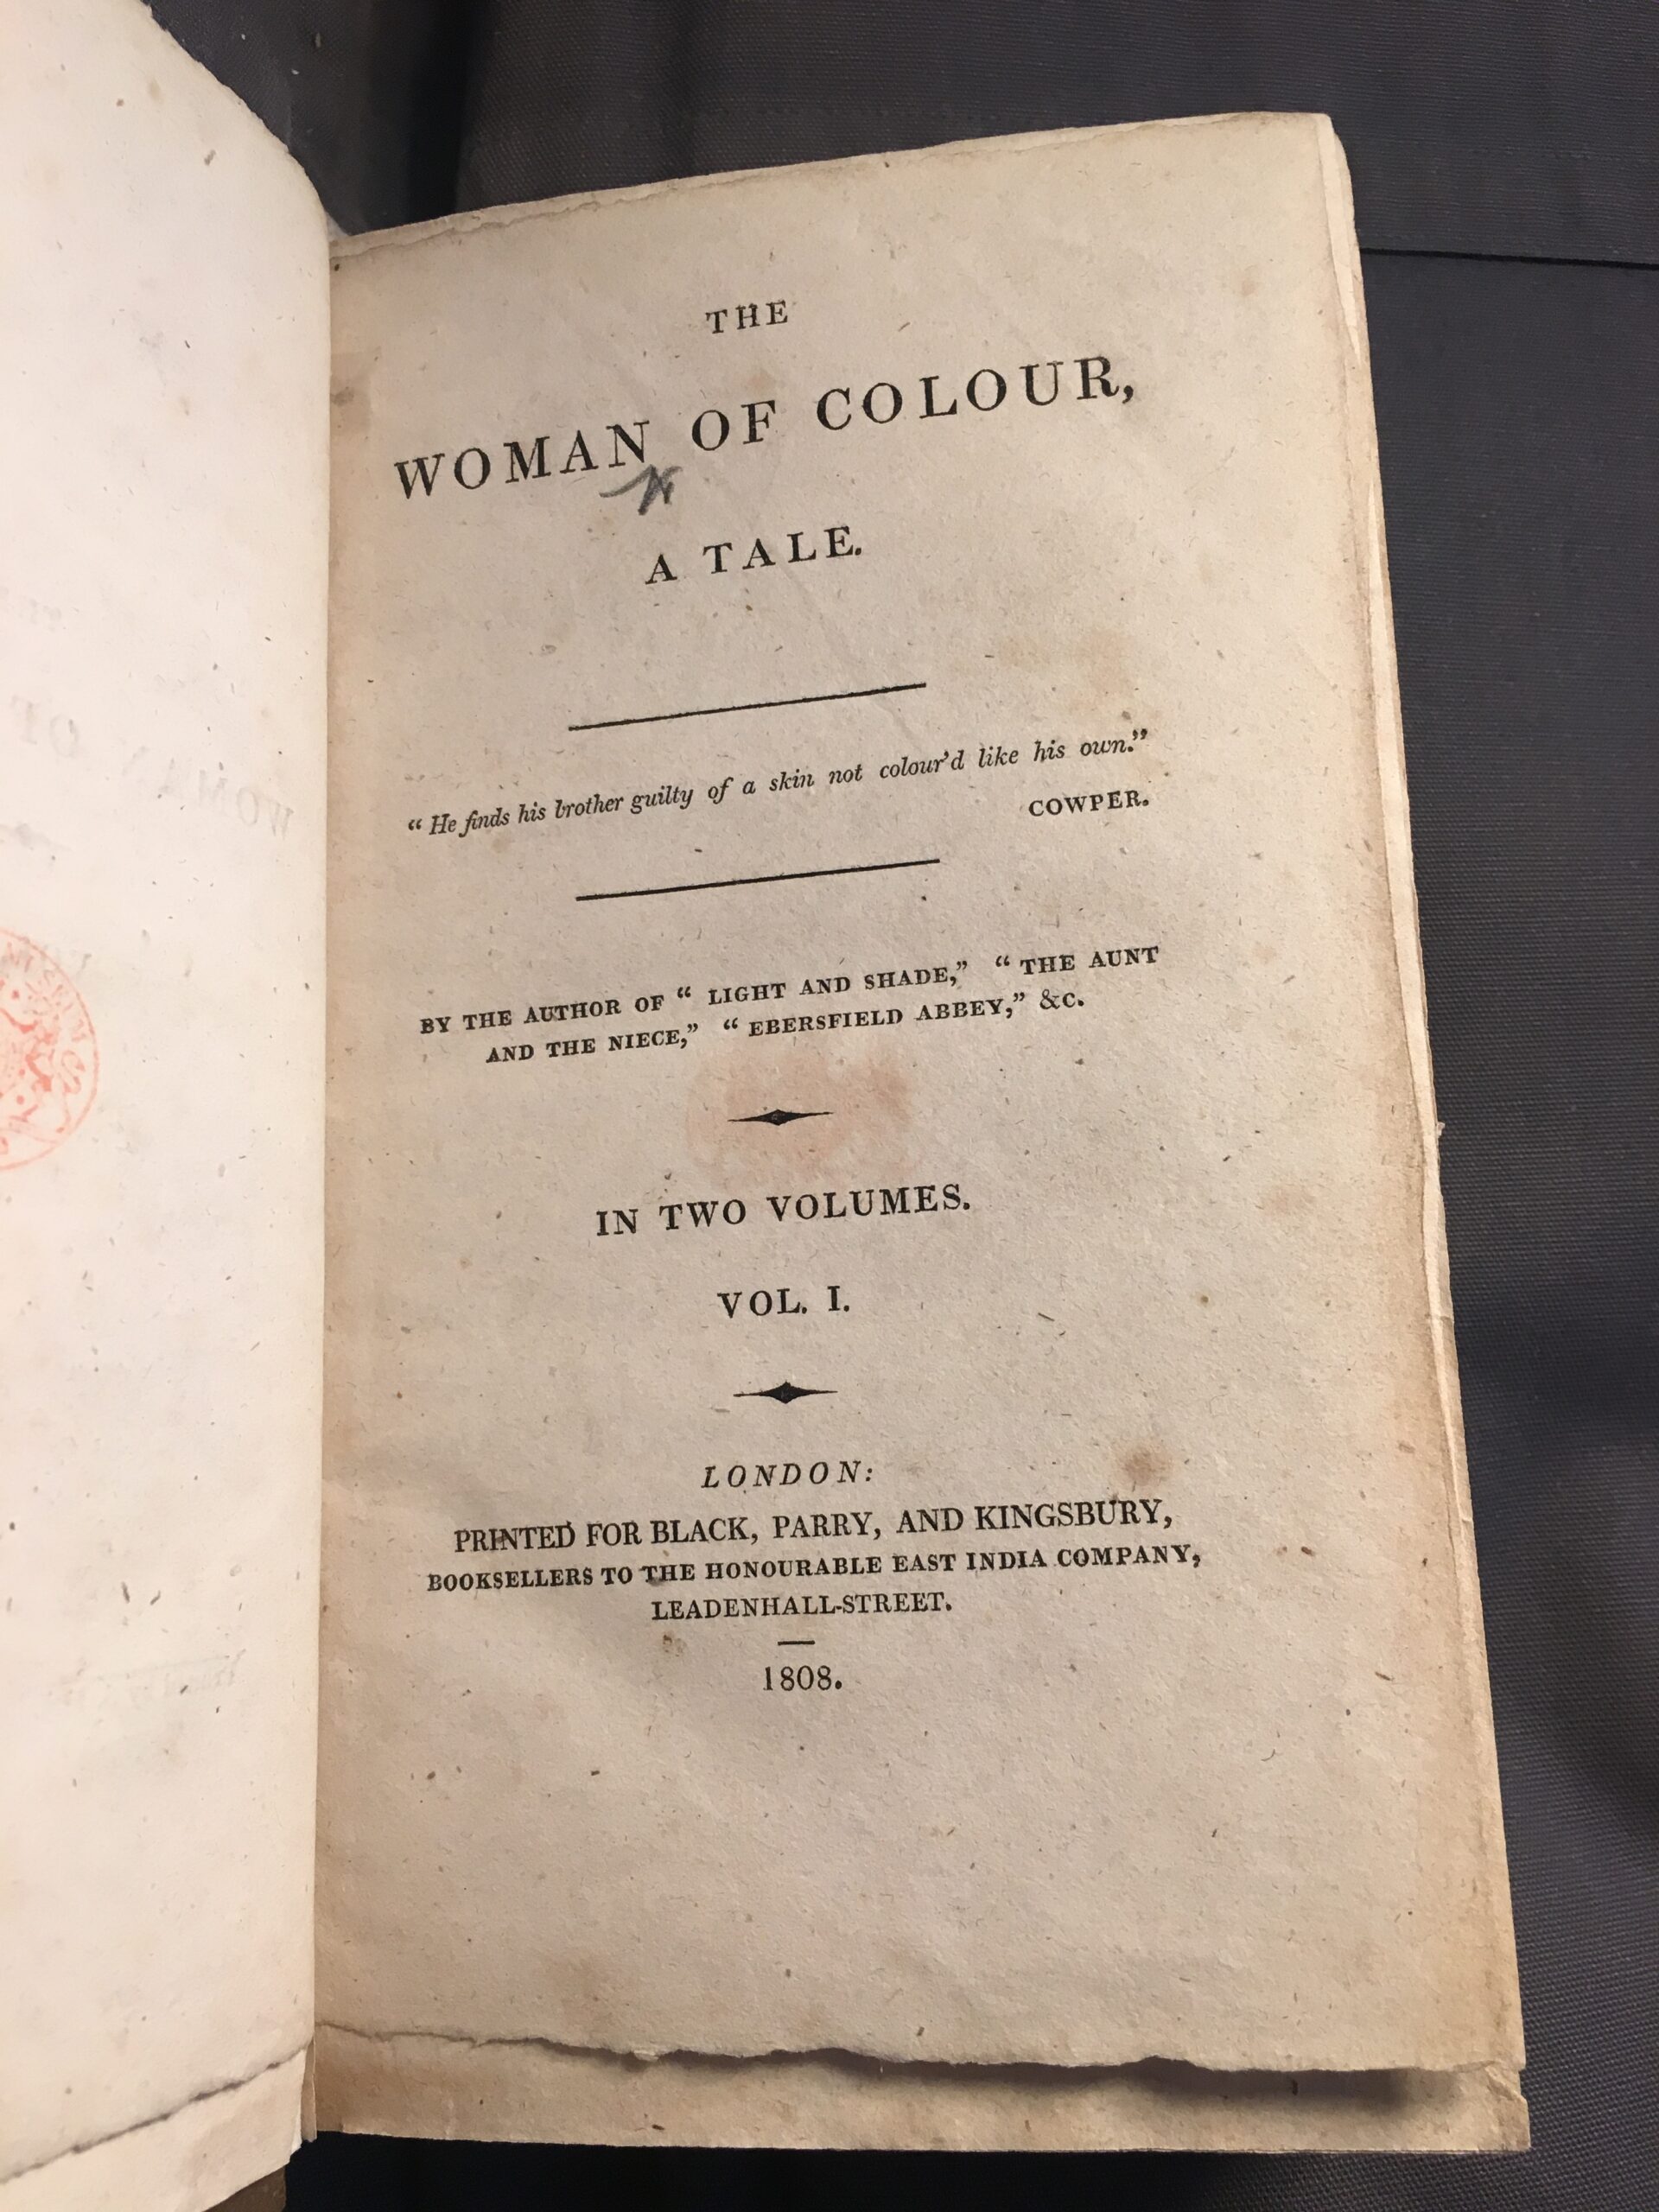 THE
WOMAN OF COLOUR,
A TALE.
“ He finds his brother guilty of a skin not colour’d like his own.”
COWPER.
BY THE AUTHOR OF “ LIGHT AND SHADE,” “ THE AUNT
AND THE NIECE,” “ EBERSFIELD ABBEY,” &c.
IN TWO VOLUMES.
VOL. I.
LONDON:
PRINTED FOR BLACK, PARRY, AND KINGSBURY,
BOOKSELLERS TO THE HONOURABLE EAST INDIA COMPANY,
LEADENHALL-STREET.
1808.